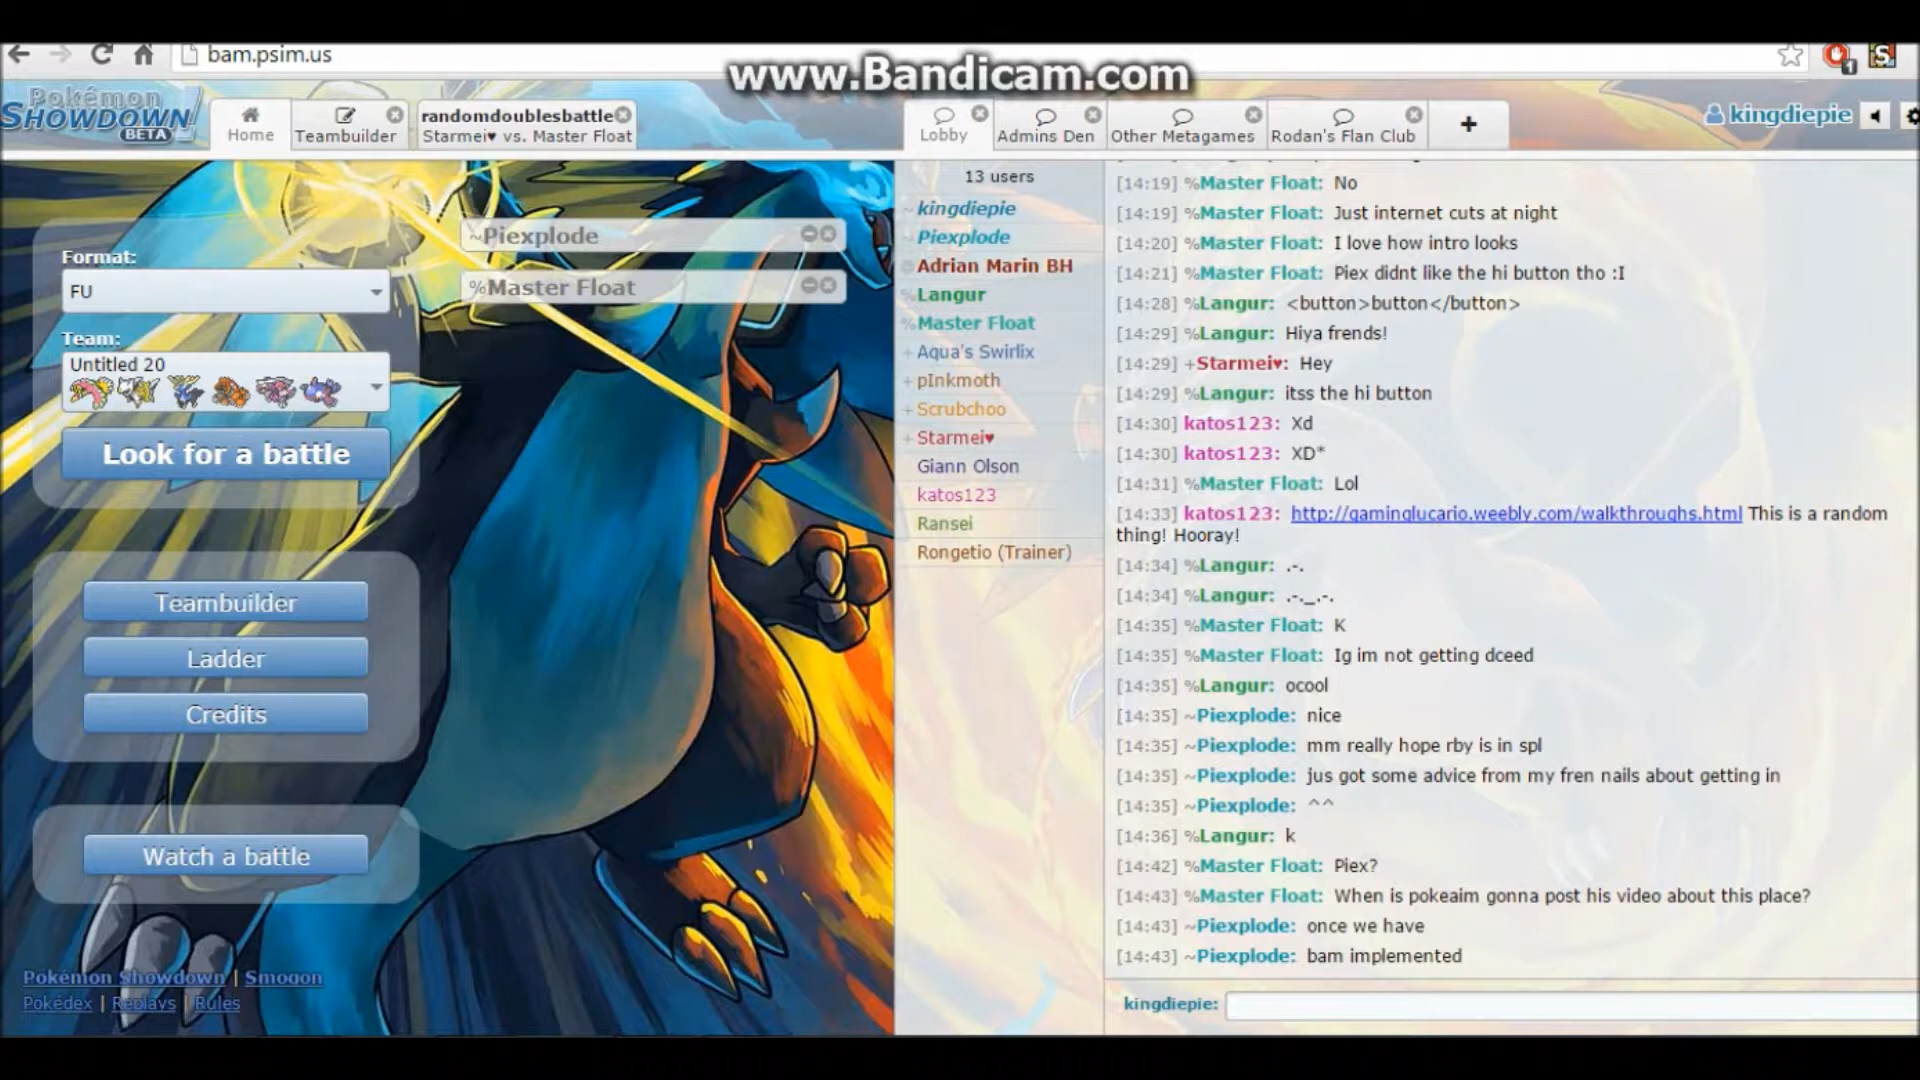 bam.psim.us
www.Bandicam.com
1
S
Pokémon
SHOWDOWN!
BETA
Home
Teambuilder
randomdoublesbattle
Starmei♥ vs. Master Float
Lobby
Admins Den
Other Metagames
Rodan's Flan Club
+
kingdiepie
Format:
FU
Team:
Untitled 20
Look for a battle
Teambuilder
Ladder
Credits
Watch a battle
Pokémon Showdown | Smogon
Pokédex | Replays | Rules
~Piexplode
%Master Float
13 users
~kingdiepie
~Piexplode
Adrian Marin BH
%Langur
%Master Float
+Aqua's Swirlix
+pInkmoth
+Scrubchoo
+Starmei♥
Giann Olson
katos123
Ransei
Rongetio (Trainer)
[14:19] %Master Float: No
[14:19] %Master Float: Just internet cuts at night
[14:20] %Master Float: I love how intro looks
[14:21] %Master Float: Piex didnt like the hi button tho :I
[14:28] %Langur: <button>button</button>
[14:29] %Langur: Hiya frends!
[14:29] +Starmei♥: Hey
[14:29] %Langur: itss the hi button
[14:30] katos123: Xd
[14:30] katos123: XD*
[14:31] %Master Float: Lol
[14:33] katos123: http://gaminglucario.weebly.com/walkthroughs.html This is a random
thing! Hooray!
[14:34] %Langur: .-.
[14:34] %Langur: .-._.-.
[14:35] %Master Float: K
[14:35] %Master Float: Ig im not getting dceed
[14:35] %Langur: ocool
[14:35] ~Piexplode: nice
[14:35] ~Piexplode: mm really hope rby is in spl
[14:35] ~Piexplode: jus got some advice from my fren nails about getting in
[14:35] ~Piexplode: ^^
[14:36] %Langur: k
[14:42] %Master Float: Piex?
[14:43] %Master Float: When is pokeaim gonna post his video about this place?
[14:43] ~Piexplode: once we have
[14:43] ~Piexplode: bam implemented
kingdiepie: